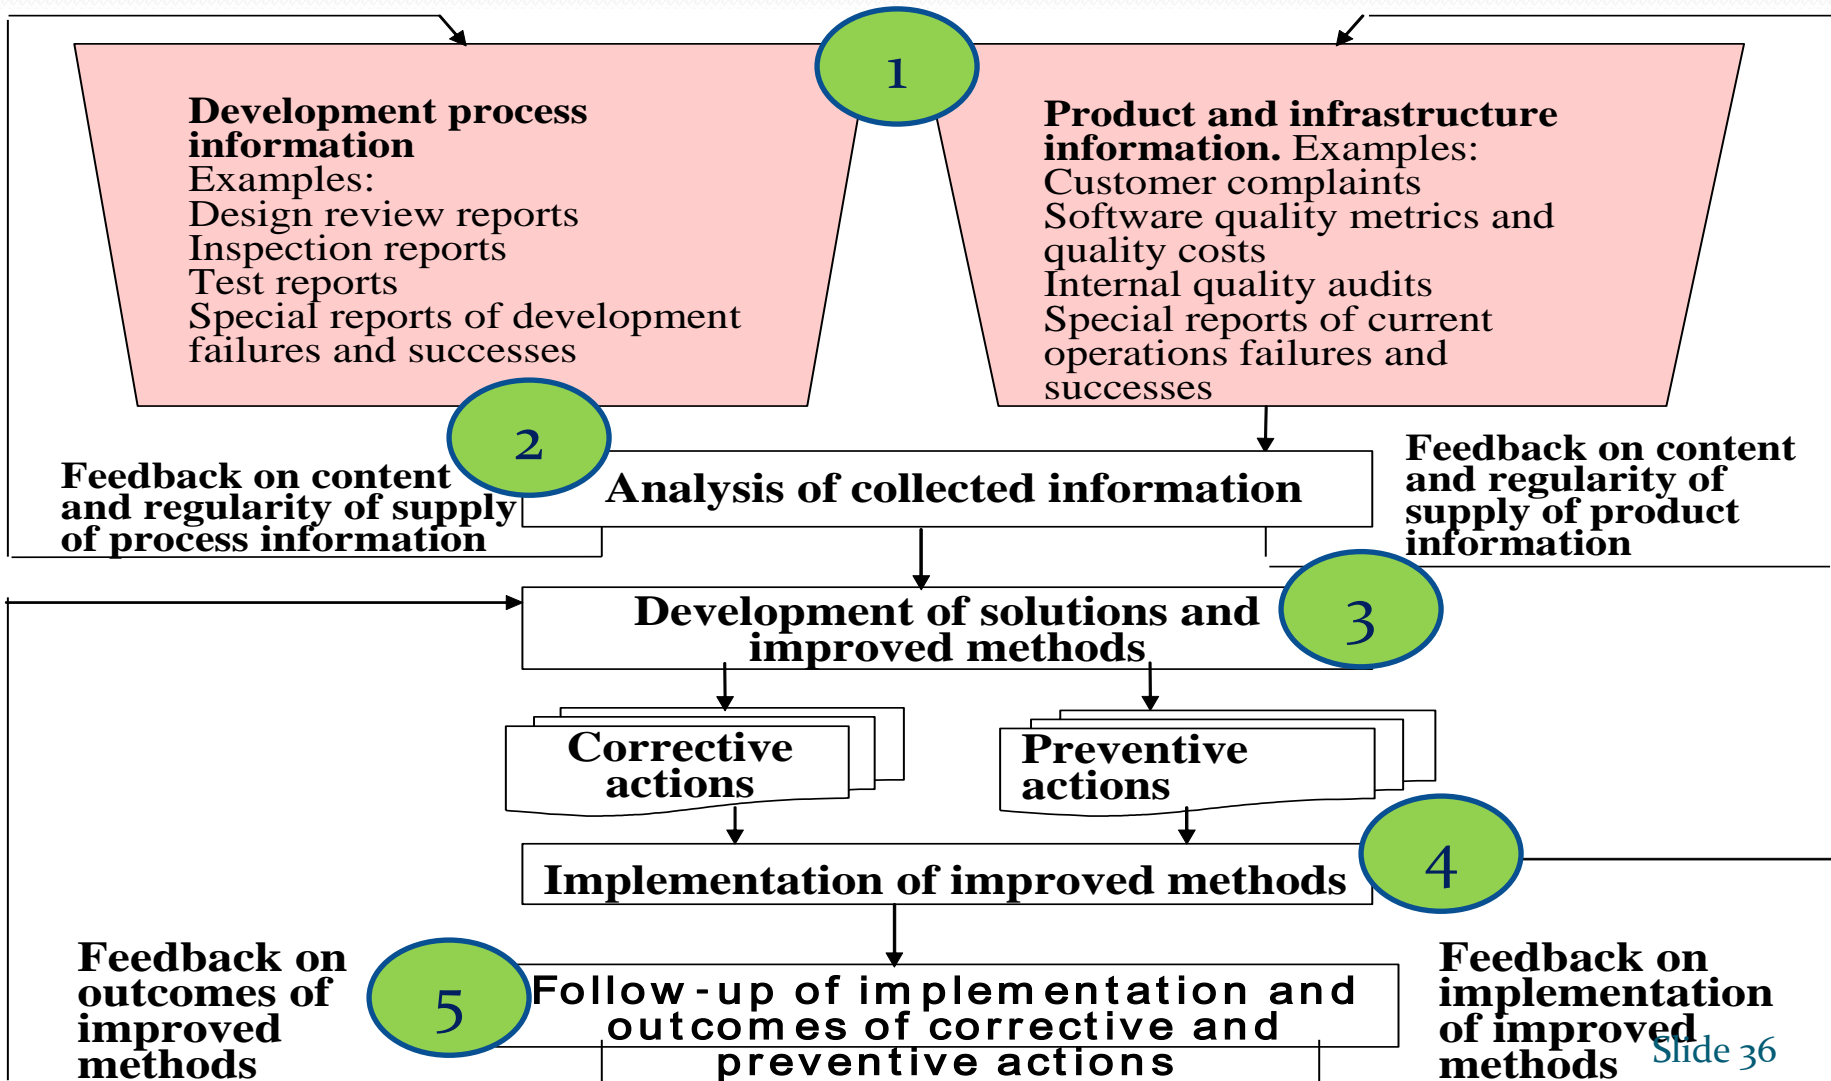 1
Development process
information
Examples:
Design review reports
Inspection reports
Test reports
Special reports of development
failures and successes
Product and infrastructure
information. Examples:
Customer complaints
Software quality metrics and
quality costs
Internal quality audits
Special reports of current
operations failures and
successes
2
Feedback on content
and regularity of supply
of process information
Analysis of collected information
Feedback on content
and regularity of
supply of product
information
Development of solutions and
improved methods
3
Corrective
actions
Preventive
actions
Implementation of improved methods
4
Feedback on
outcomes of
improved
methods
5
Follow-up of implementation and
outcomes of corrective and
preventive actions
Feedback on
implementation
of improved
methods
Slide 36